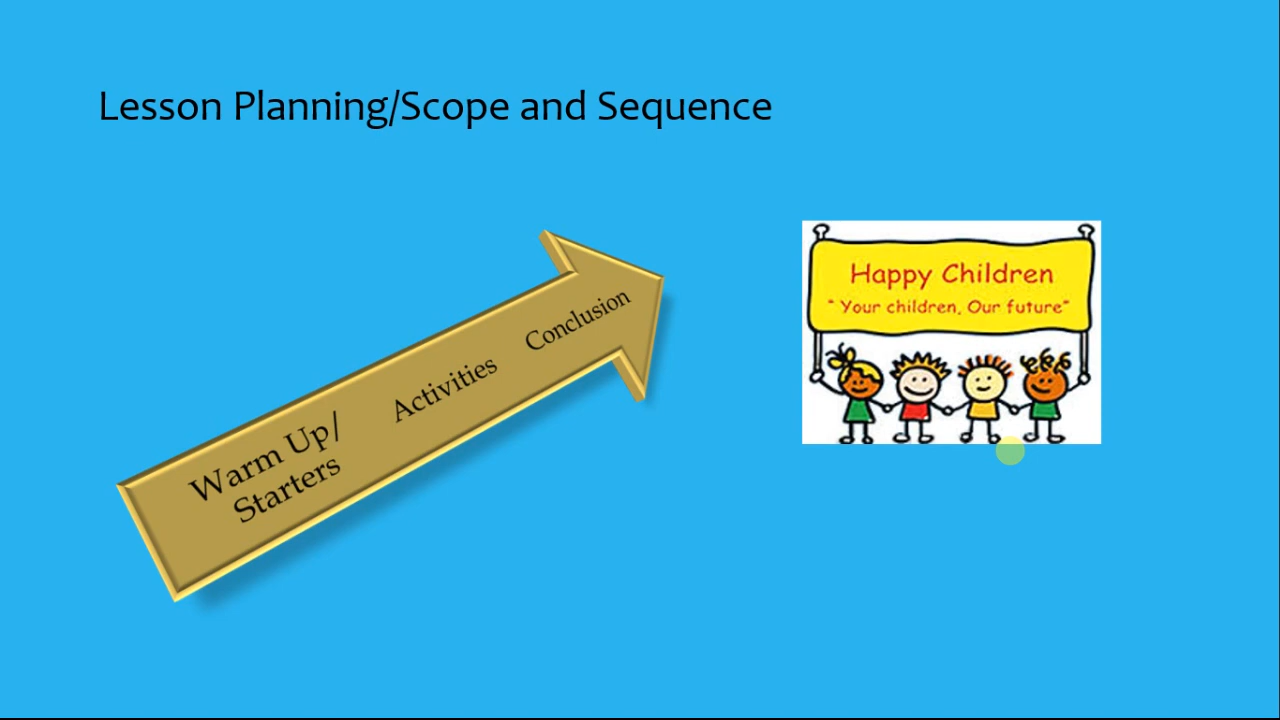 Lesson Planning/Scope and Sequence
Warm Up/
Starters
Activities
Conclusion
Happy Children
“ Your children, Our future”